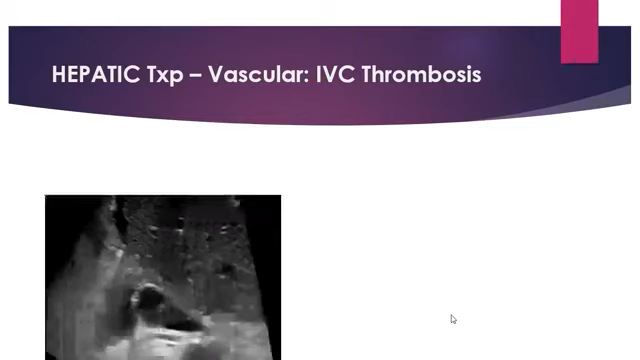 HEPATIC Txp – Vascular: IVC Thrombosis